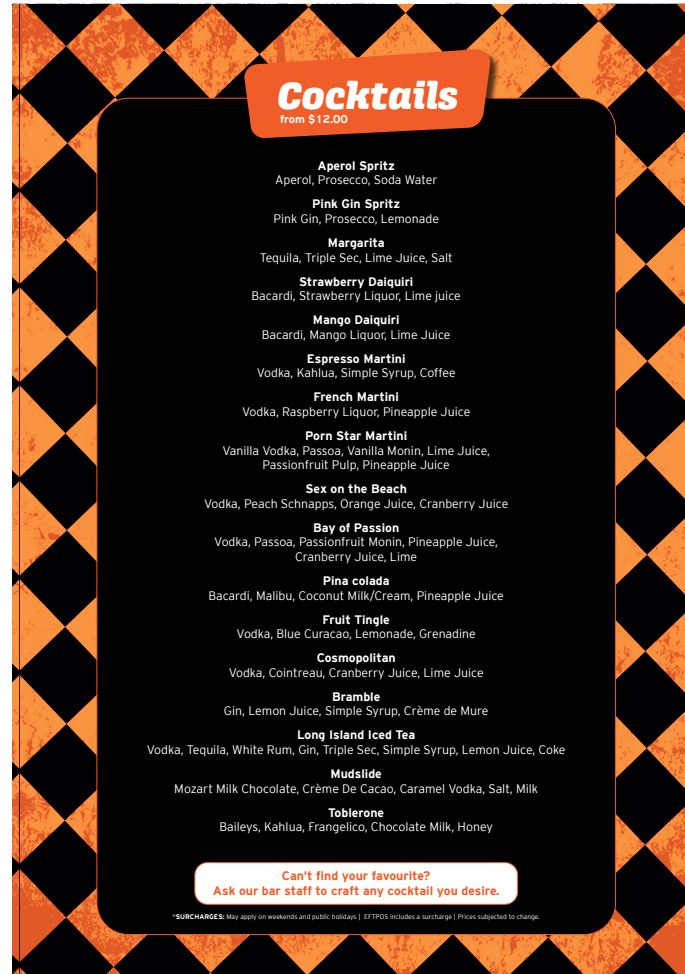 Cocktails
from $12.00
Aperol Spritz
Aperol, Prosecco, Soda Water
Pink Gin Spritz
Pink Gin, Prosecco, Lemonade
Margarita
Tequila, Triple Sec, Lime Juice, Salt
Strawberry Daiquiri
Bacardi, Strawberry Liquor, Lime juice
Mango Daiquiri
Bacardi, Mango Liquor, Lime Juice
Espresso Martini
Vodka, Kahlua, Simple Syrup, Coffee
French Martini
Vodka, Raspberry Liquor, Pineapple Juice
Porn Star Martini
Vanilla Vodka, Passoa, Vanilla Monin, Lime Juice,
Passionfruit Pulp, Pineapple Juice
Sex on the Beach
Vodka, Peach Schnapps, Orange Juice, Cranberry Juice
Bay of Passion
Vodka, Passoa, Passionfruit Monin, Pineapple Juice,
Cranberry Juice, Lime
Pina colada
Bacardi, Malibu, Coconut Milk/Cream, Pineapple Juice
Fruit Tingle
Vodka, Blue Curacao, Lemonade, Grenadine
Cosmopolitan
Vodka, Cointreau, Cranberry Juice, Lime Juice
Bramble
Gin, Lemon Juice, Simple Syrup, Crème de Mure
Long Island Iced Tea
Vodka, Tequila, White Rum, Gin, Triple Sec, Simple Syrup, Lemon Juice, Coke
Mudslide
Mozart Milk Chocolate, Crème De Cacao, Caramel Vodka, Salt, Milk
Toblerone
Baileys, Kahlua, Frangelico, Chocolate Milk, Honey
Can't find your favourite?
Ask our bar staff to craft any cocktail you desire.
*SURCHARGES: May apply on weekends and public holidays | EFTPOS includes a surcharge | Prices subjected to change.